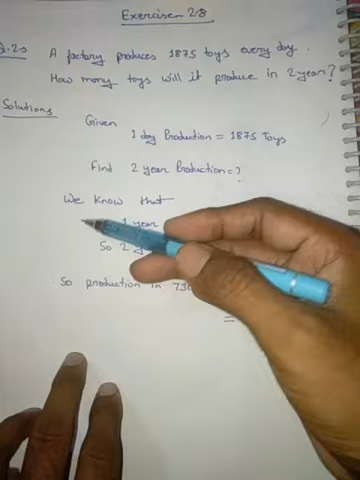 Exercise 2.8
Q.2s A factory produces 1875 toys every day.
How many toys will it produce in 2 year?
Solutions
Given
1 day Production = 1875 Toys
Find 2 year Production = ?
We know that
1 year
So 2
So production in 730
=